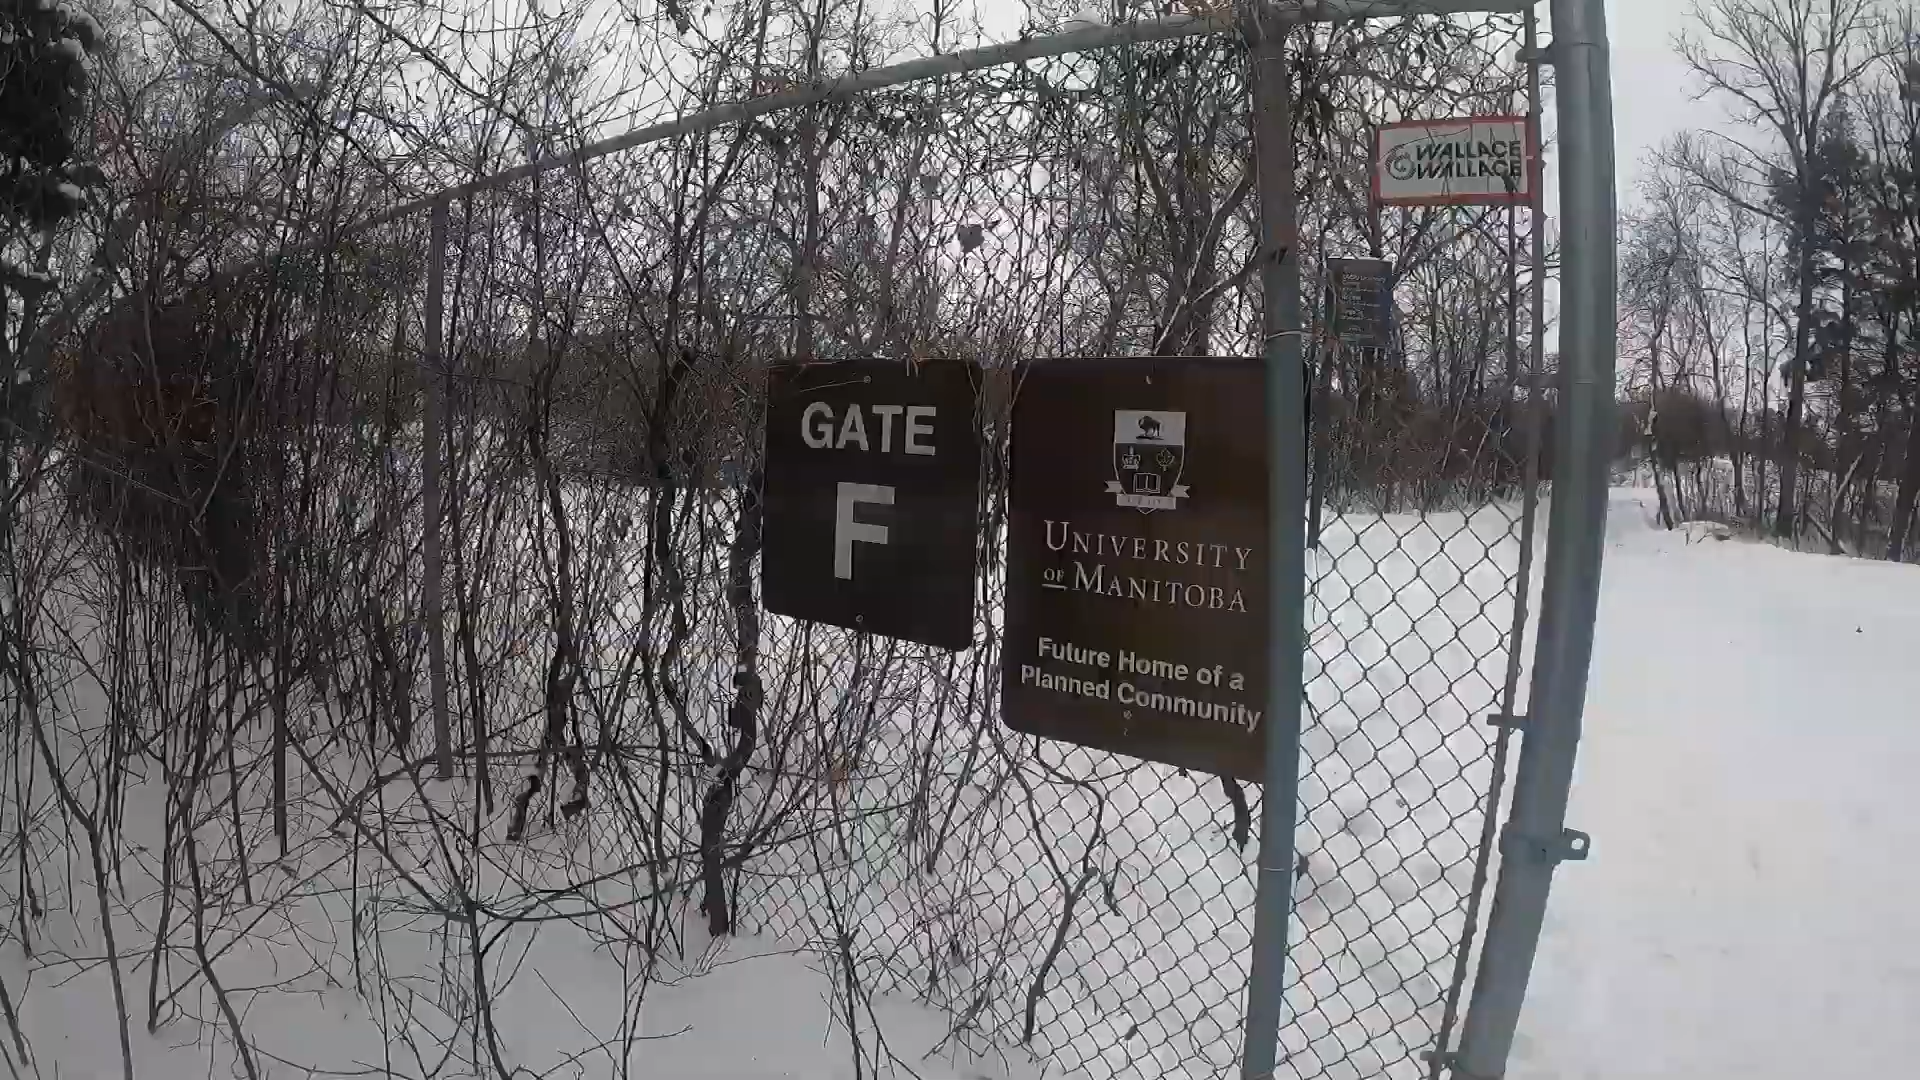 WALLACE
WALLACE
GATE
F
UNIVERSITY
OF MANITOBA
Future Home of a
Planned Community